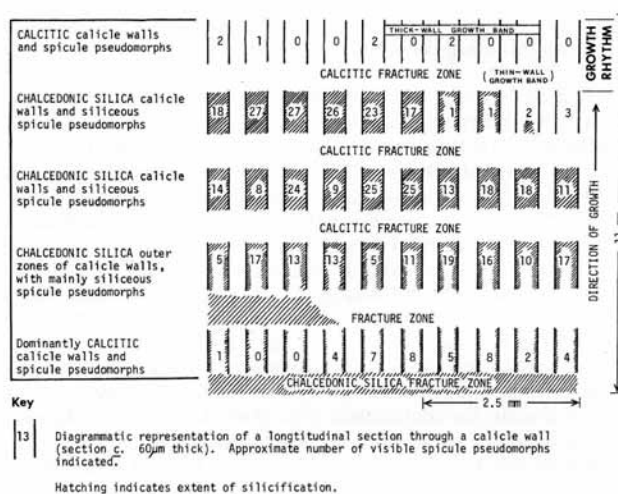 CALCITIC calicle walls
and spicule pseudomorphs
THICK-WALL GROWTH BAND
2 1 0 0 2 0 2 0 0 0
GROWTH
RHYTHM
CALCITIC FRACTURE ZONE
(THIN-WALL
GROWTH BAND)
CHALCEDONIC SILICA calicle
walls and siliceous
spicule pseudomorphs
18 27 27 26 23 17 1 1 2 3
CALCITIC FRACTURE ZONE
CHALCEDONIC SILICA calicle
walls and siliceous
spicule pseudomorphs
14 8 24 9 25 25 13 18 18 11
CALCITIC FRACTURE ZONE
CHALCEDONIC SILICA outer
zones of calicle walls,
with mainly siliceous
spicule pseudomorphs
5 17 13 13 5 11 19 16 10 17
DIRECTION OF GROWTH
FRACTURE ZONE
Dominantly CALCITIC
calicle walls and
spicule pseudomorphs
1 0 0 4 7 8 5 8 2 4
CHALCEDONIC SILICA FRACTURE ZONE
2.5 mm
Key
13
Diagrammatic representation of a longtitudinal section through a calicle wall
(section c. 60µm thick). Approximate number of visible spicule pseudomorphs
indicated.
Hatching indicates extent of silicification.